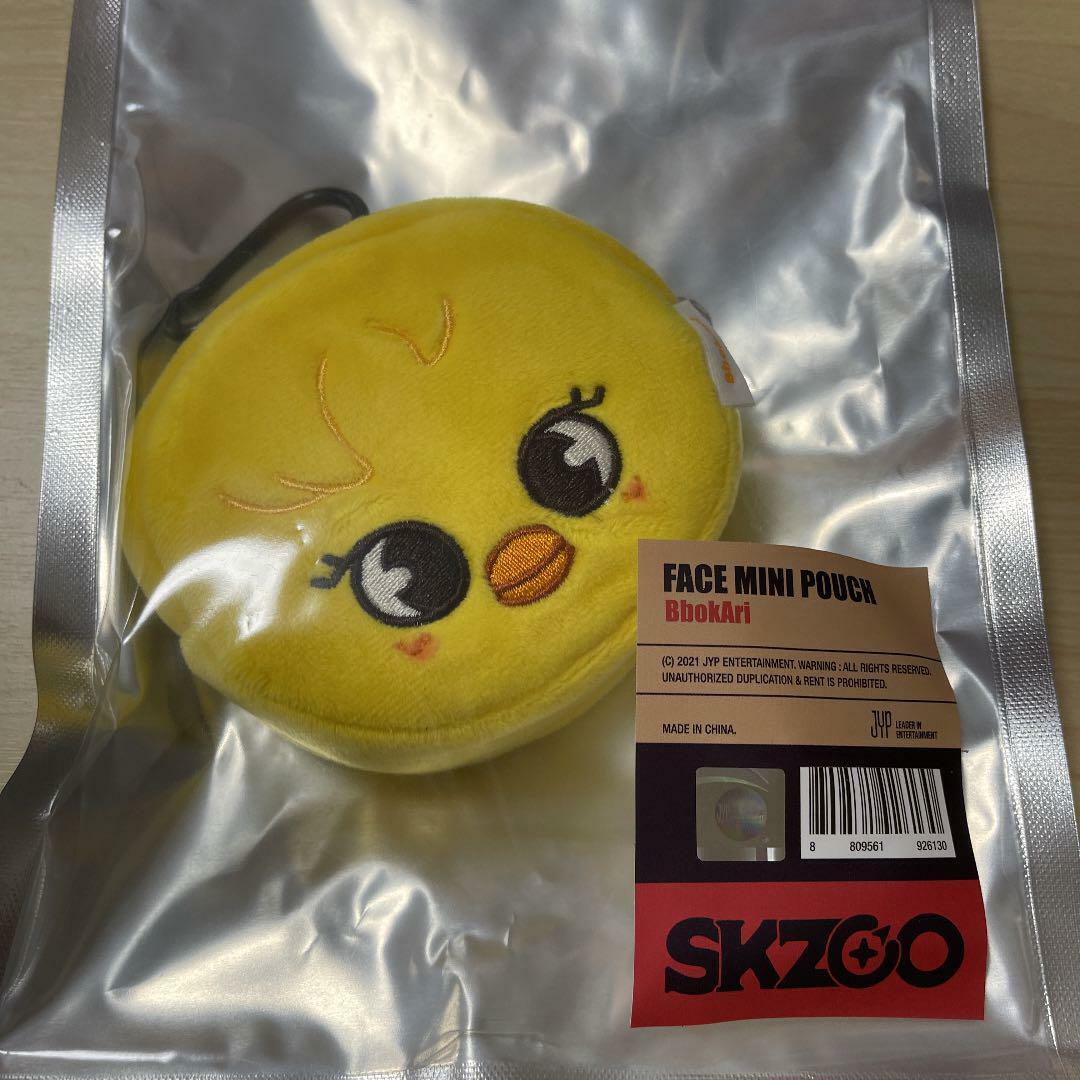 FACE MINI POUCH
BbokAri
(C) 2021 JYP ENTERTAINMENT. WARNING : ALL RIGHTS RESERVED.
UNAUTHORIZED DUPLICATION & RENT IS PROHIBITED.
MADE IN CHINA.
JYP LEADER IN
ENTERTAINMENT
8 809561 926130
SKZOO